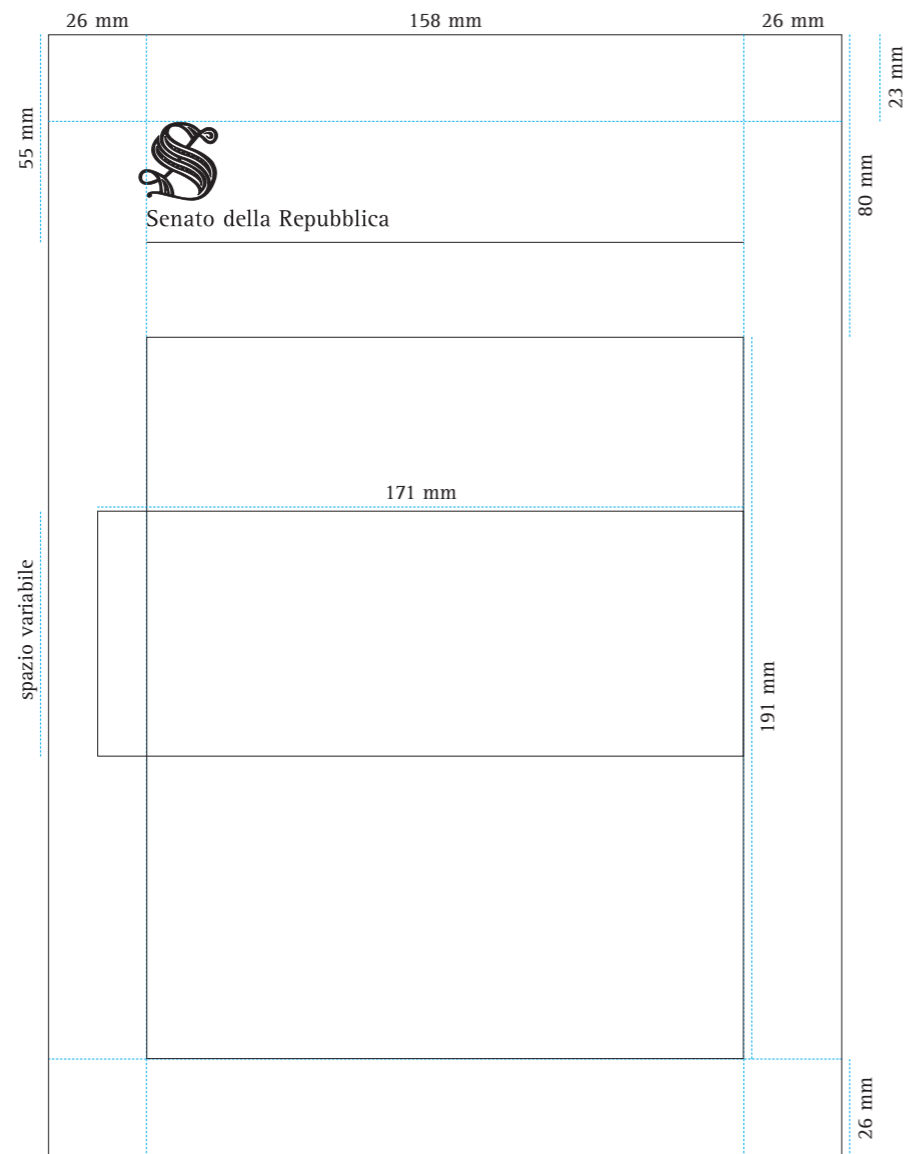 26 mm
158 mm
26 mm
23 mm
55 mm
80 mm
Senato della Repubblica
171 mm
spazio variabile
191 mm
26 mm